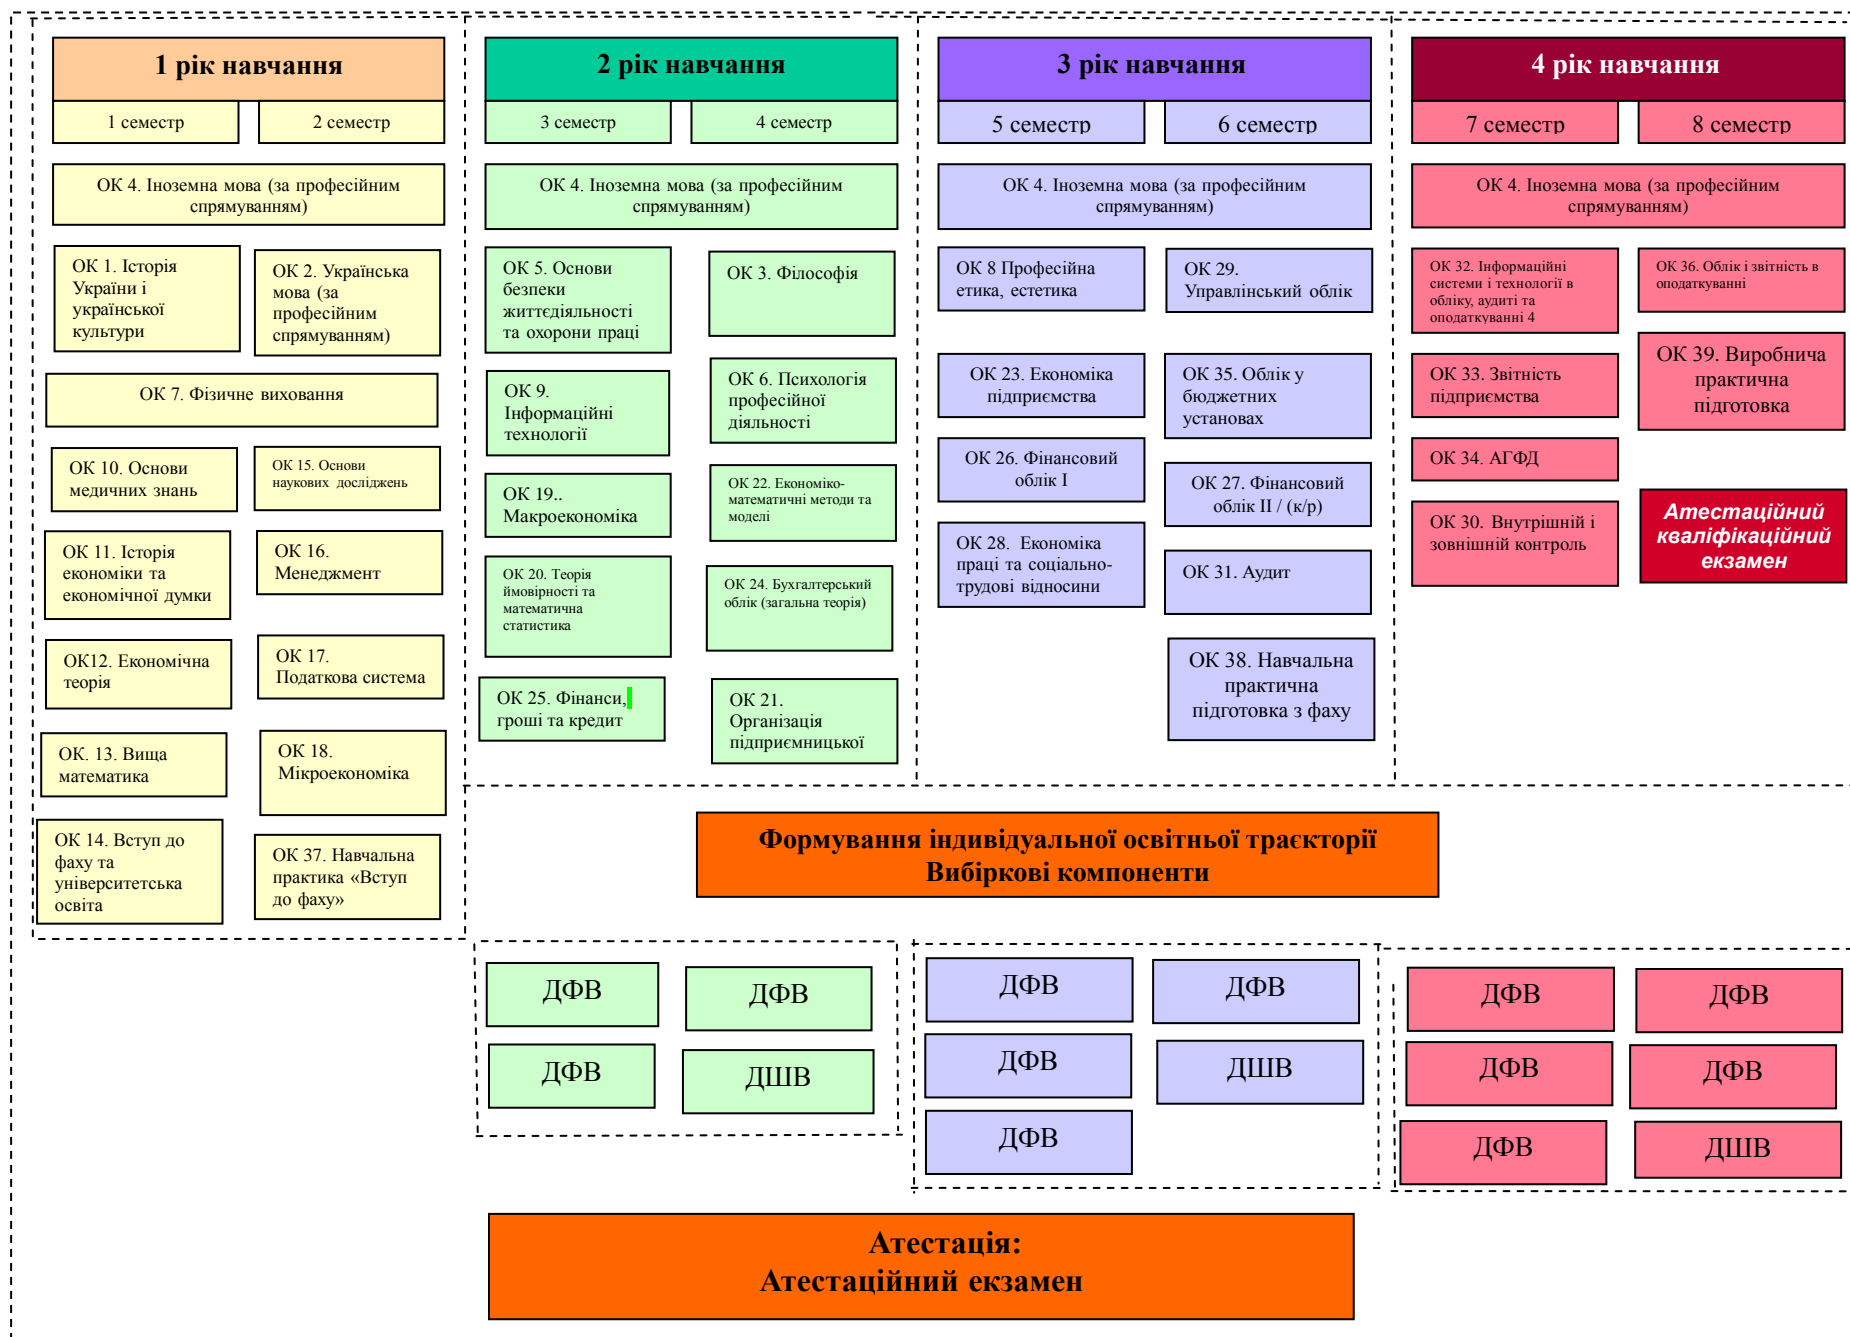 1 рік навчання
1 семестр
2 семестр
ОК 4. Іноземна мова (за професійним
спрямуванням)
ОК 1. Історія
України і
української
культури
ОК 2. Українська
мова (за
професійним
спрямуванням)
ОК 7. Фізичне виховання
ОК 10. Основи
медичних знань
ОК 15. Основи
наукових досліджень
ОК 11. Історія
економіки та
економічної думки
ОК 16.
Менеджмент
ОК12. Економічна
теорія
ОК 17.
Податкова система
ОК. 13. Вища
математика
ОК 18.
Мікроекономіка
ОК 14. Вступ до
фаху та
університетська
освіта
ОК 37. Навчальна
практика «Вступ
до фаху»
2 рік навчання
3 семестр
4 семестр
ОК 4. Іноземна мова (за професійним
спрямуванням)
ОК 5. Основи
безпеки
життєдіяльності
та охорони праці
ОК 3. Філософія
ОК 9.
Інформаційні
технології
ОК 6. Психологія
професійної
діяльності
ОК 19..
Макроекономіка
ОК 22. Економіко-
математичні методи та
моделі
ОК 20. Теорія
ймовірності та
математична
статистика
ОК 24. Бухгалтерський
облік (загальна теорія)
ОК 25. Фінанси,
гроші та кредит
ОК 21.
Організація
підприємницької
3 рік навчання
5 семестр
6 семестр
ОК 4. Іноземна мова (за професійним
спрямуванням)
ОК 8 Професійна
етика, естетика
ОК 29.
Управлінський облік
ОК 23. Економіка
підприємства
ОК 35. Облік у
бюджетних
установах
ОК 26. Фінансовий
облік І
ОК 27. Фінансовий
облік ІІ / (к/р)
ОК 28. Економіка
праці та соціально-
трудові відносини
ОК 31. Аудит
ОК 38. Навчальна
практична
підготовка з фаху
4 рік навчання
7 семестр
8 семестр
ОК 4. Іноземна мова (за професійним
спрямуванням)
ОК 32. Інформаційні
системи і технології в
обліку, аудиті та
оподаткуванні 4
ОК 36. Облік і звітність в
оподаткуванні
ОК 33. Звітність
підприємства
ОК 39. Виробнича
практична
підготовка
ОК 34. АГФД
ОК 30. Внутрішній і
зовнішній контроль
Атестаційний
кваліфікаційний
екзамен
Формування індивідуальної освітньої траєкторії
Вибіркові компоненти
ДФВ
ДФВ
ДФВ
ДШВ
ДФВ
ДФВ
ДФВ
ДШВ
ДФВ
ДФВ
ДФВ
ДФВ
ДФВ
ДФВ
ДШВ
Атестація:
Атестаційний екзамен